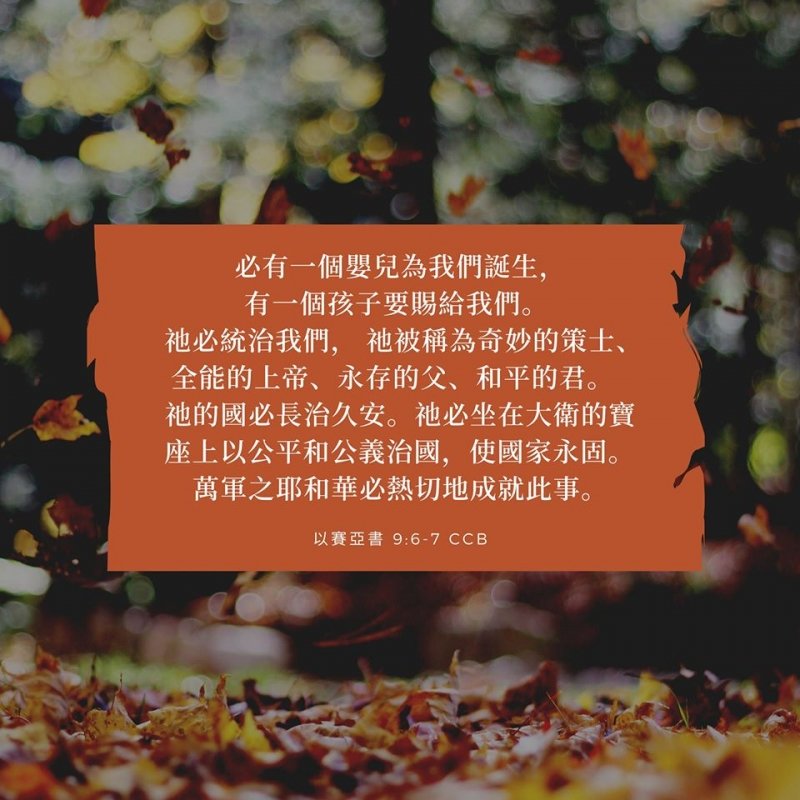 必有一個嬰兒為我們誕生，
有一個孩子要賜給我們。
祂必統治我們， 祂被稱為奇妙的策士、
全能的上帝、永存的父、和平的君。
祂的國必長治久安。祂必坐在大衛的寶
座上以公平和公義治國，使國家永固。
萬軍之耶和華必熱切地成就此事。
以賽亞書 9:6-7 CCB